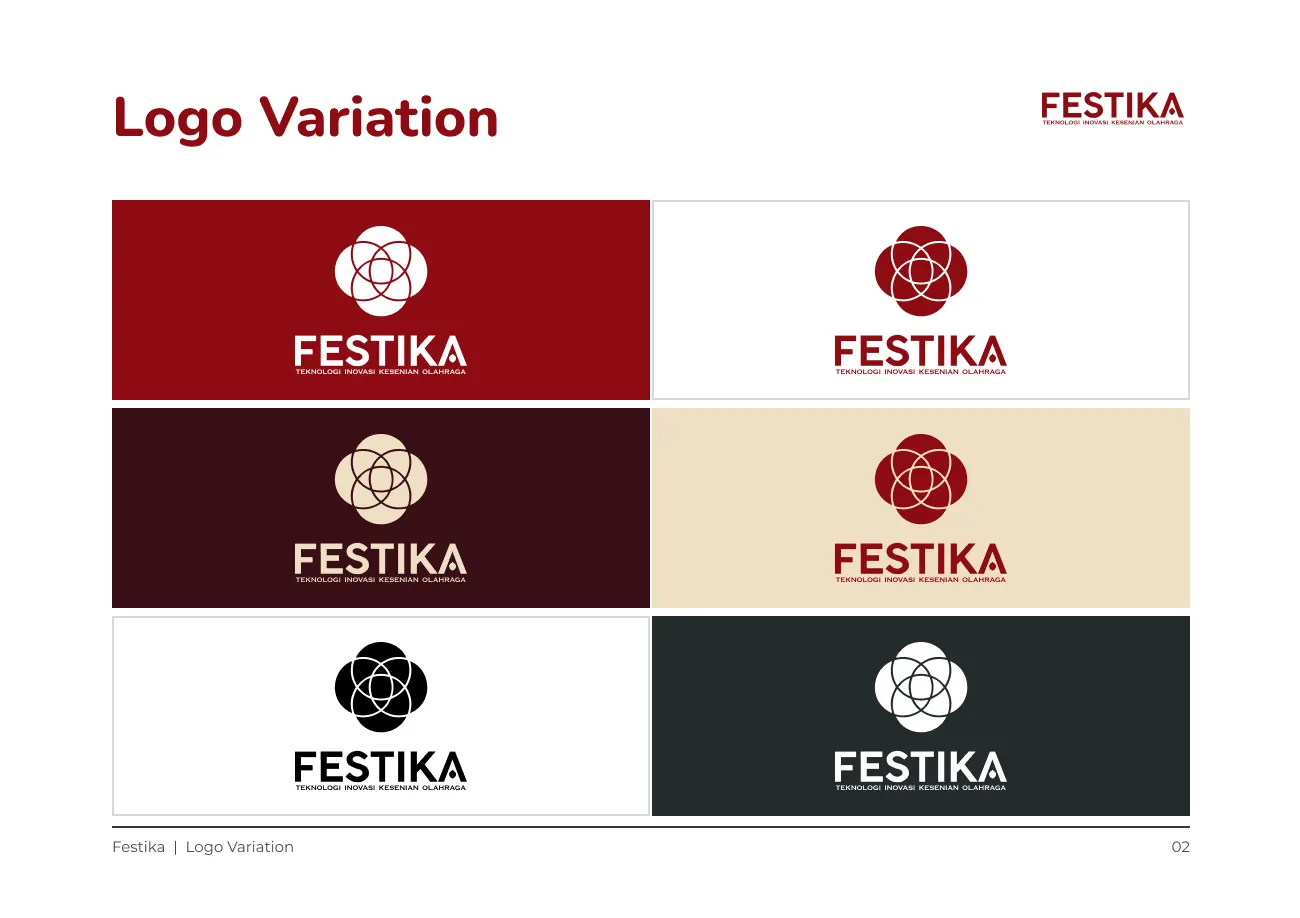 Logo Variation
FESTIKA
TEKNOLOGI INOVASI KESENIAN OLAHRAGA
FESTIKA
TEKNOLOGI INOVASI KESENIAN OLAHRAGA
FESTIKA
TEKNOLOGI INOVASI KESENIAN OLAHRAGA
FESTIKA
TEKNOLOGI INOVASI KESENIAN OLAHRAGA
FESTIKA
TEKNOLOGI INOVASI KESENIAN OLAHRAGA
FESTIKA
TEKNOLOGI INOVASI KESENIAN OLAHRAGA
FESTIKA
TEKNOLOGI INOVASI KESENIAN OLAHRAGA
Festika | Logo Variation
02